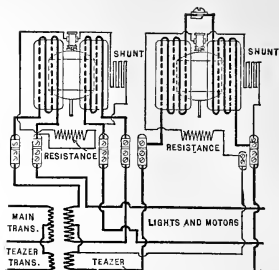 SHUNT
SHUNT
RESISTANCE
RESISTANCE
MAIN
TRANS.
LIGHTS AND MOTORS
TEAZER
TRANS.
TEAZER